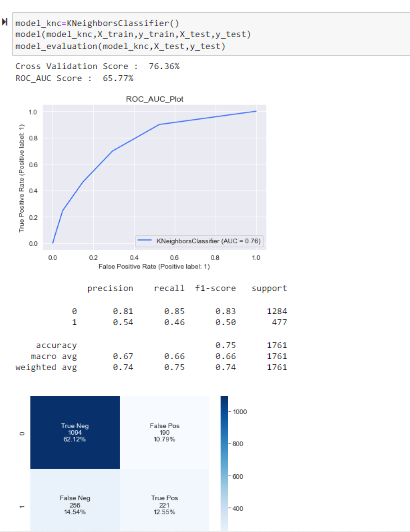 model_knc=KNeighborsClassifier()
model(model_knc,X_train,y_train,X_test,y_test)
model_evaluation(model_knc,X_test,y_test)
Cross Validation Score :  76.36%
ROC_AUC Score :  65.77%
ROC_AUC_Plot
True Positive Rate (Positive label: 1)
1.0
0.8
0.6
0.4
0.2
0.0
KNeighborsClassifier (AUC = 0.76)
0.0 0.2 0.4 0.6 0.8 1.0
False Positive Rate (Positive label: 1)
precision recall f1-score support
0 0.81 0.85 0.83 1284
1 0.54 0.46 0.50 477
accuracy 0.75 1761
macro avg 0.67 0.66 0.66 1761
weighted avg 0.74 0.75 0.74 1761
0
True Neg
1094
62.12%
False Pos
190
10.79%
1
False Neg
256
14.54%
True Pos
221
12.55%
1000
800
600
400